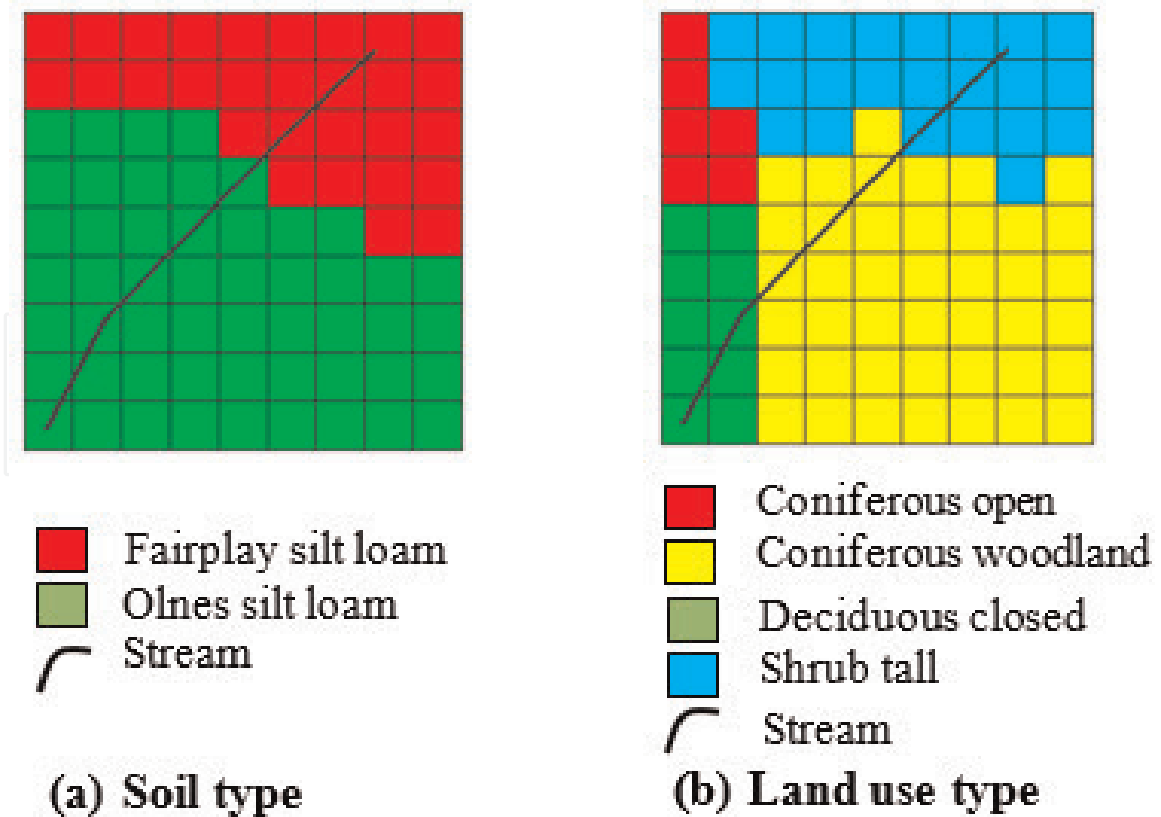 Fairplay silt loam
Olnes silt loam
Stream
(a) Soil type
Coniferous open
Coniferous woodland
Deciduous closed
Shrub tall
Stream
(b) Land use type